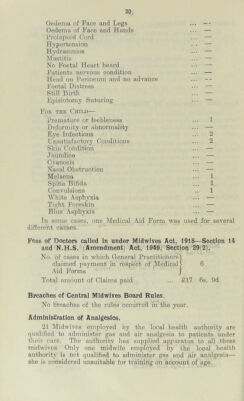 30.
Oedema of Face and Legs ... —
Oedema of Face and Hands ... —
Prolapsed Cord ... —
Hypertension ... —
Hydramnios ... —
Mastitis ... —
No Foetal Heart heard ... —
Patients nervous condition ... —
Head on Perineum and no advance ... —
Foetal Distress ... —
Still Birth ... —
Episiotomy Suturing ... —
FOR THE CHILD—
Premature or feebleness ... 1
Deformity or abnormality ... —
Eye Infections ... 2
Unsatisfactory Conditions ... 2
Skin Condition ... —
Jaundice ... —
Cyanosis ... —
Nasal Obstruction ... —
Melaena ... 1
Spina Bifida ... 1
Convulsions ... 1
White Asphyxia ... —
Tight Foreskin ... —
Blue Asphyxia ... —
In some cases, one Medical Aid Form was used for several
different causes.
Fees of Doctors called in under Midwives Act, 1918—Section 14
and N.H.S. (Amendment) Act, 1949, Section 29(2).
No. of cases in which General Practitioners
claimed payment in respect of Medical } 6
Aid Forms
Total amount of Claims paid ... £17 6s. 9d.
Breaches of Central Midwives Board Rules.
No breaches of the rules occurred in the year.
Administration of Analgesics.
21 Midwives employed by the local health authority are
qualified to administer gas and air analgesia to patients under
their care. The authority has supplied apparatus to all these
midwives. Only one midwife employed by the local health
authority is not qualified to administer gas and air analgesia—
she is considered unsuitable for training on account of age.